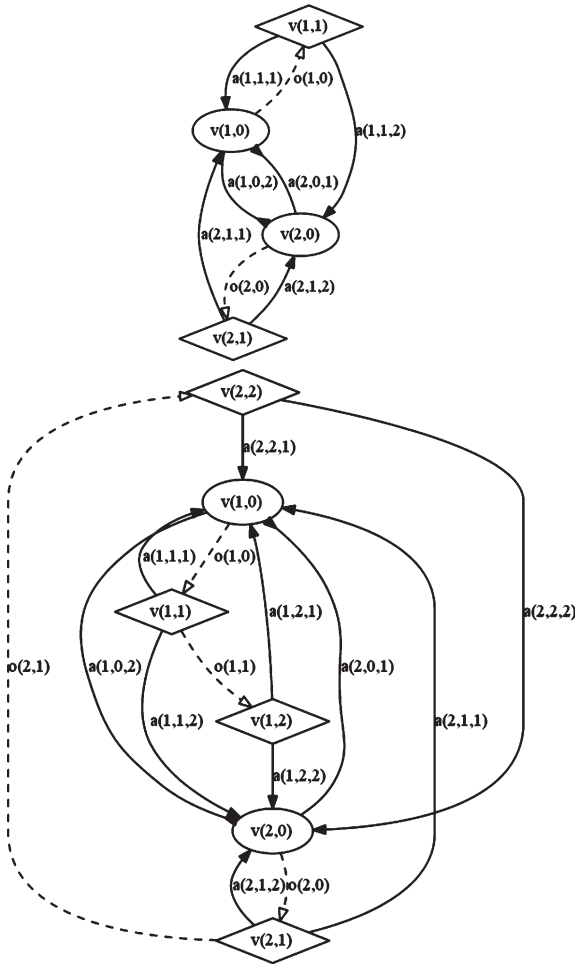 v(1,1)
a(1,1,1)
o(1,0)
v(1,0)
a(1,1,2)
a(1,0,2)
a(2,0,1)
a(2,1,1)
v(2,0)
o(2,0)
a(2,1,2)
v(2,1)
v(2,2)
a(2,2,1)
v(1,0)
a(1,1,1)
o(1,0)
v(1,1)
a(1,2,1)
a(2,2,2)
o(2,1)
a(1,0,2)
o(1,1)
a(2,0,1)
a(1,1,2)
v(1,2)
a(2,1,1)
a(1,2,2)
v(2,0)
a(2,1,2)
o(2,0)
v(2,1)